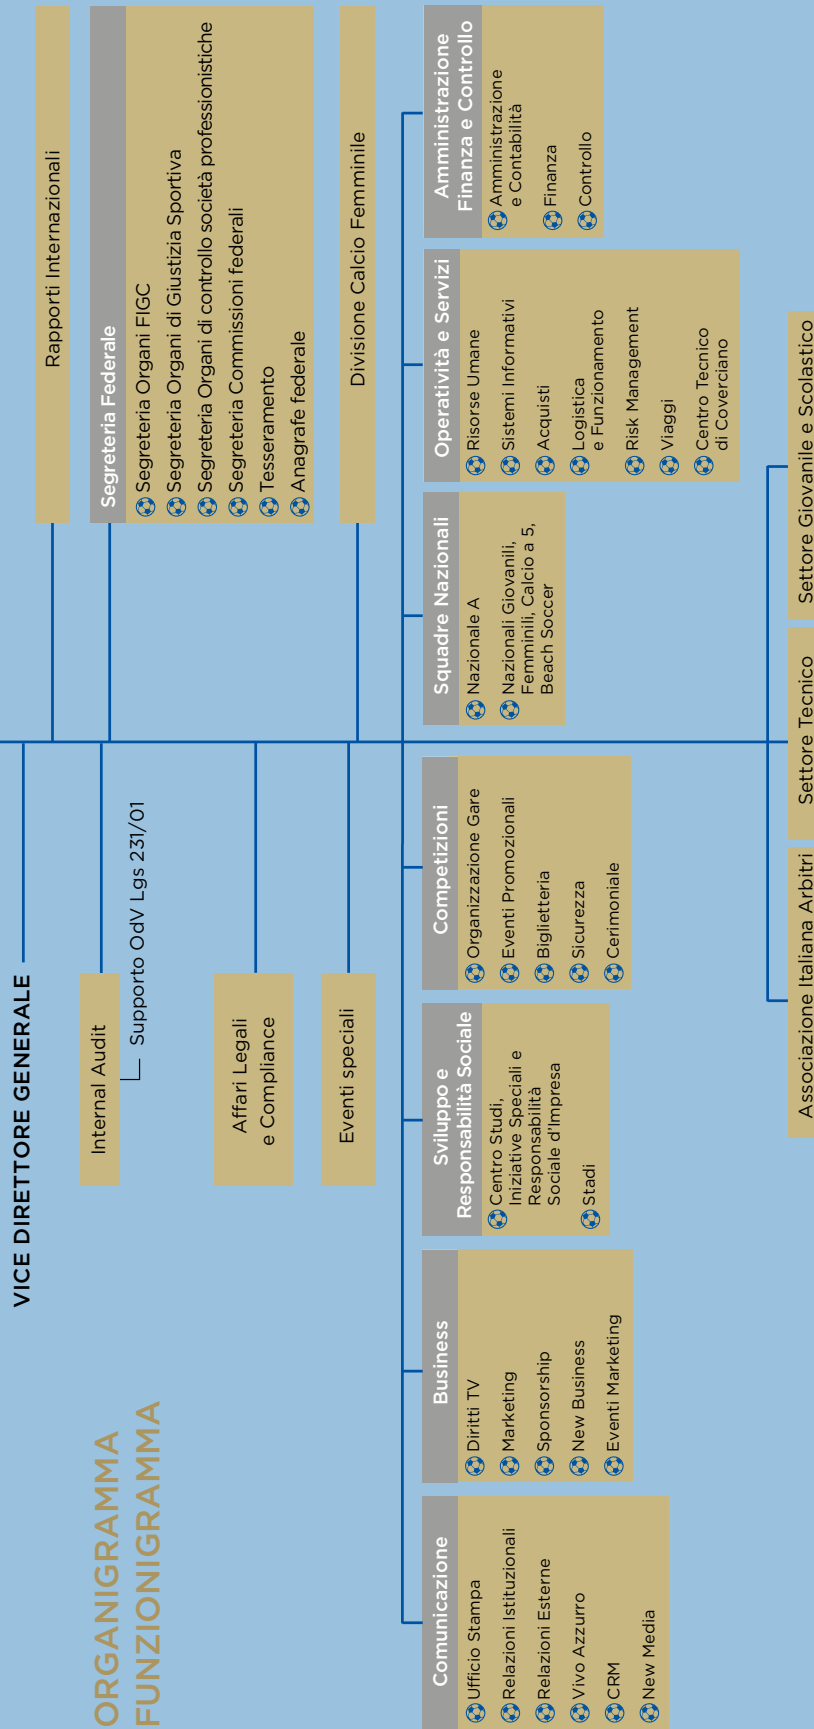 ORGANIGRAMMA
FUNZIONIGRAMMA
VICE DIRETTORE GENERALE
Rapporti Internazionali
Internal Audit
Supporto OdV Lgs 231/01
Segreteria Federale
Segreteria Organi FIGC
Segreteria Organi di Giustizia Sportiva
Segreteria Organi di controllo società professionistiche
Segreteria Commissioni federali
Tesseramento
Anagrafe federale
Affari Legali
e Compliance
Eventi speciali
Divisione Calcio Femminile
Comunicazione
Ufficio Stampa
Relazioni Istituzionali
Relazioni Esterne
Vivo Azzurro
CRM
New Media
Business
Diritti TV
Marketing
Sponsorship
New Business
Eventi Marketing
Sviluppo e
Responsabilità Sociale
Centro Studi,
Iniziative Speciali e
Responsabilità
Sociale d'Impresa
Stadi
Competizioni
Organizzazione Gare
Eventi Promozionali
Biglietteria
Sicurezza
Cerimoniale
Squadre Nazionali
Nazionale A
Nazionali Giovanili,
Femminili, Calcio a 5,
Beach Soccer
Operatività e Servizi
Risorse Umane
Sistemi Informativi
Acquisti
Logistica
e Funzionamento
Risk Management
Viaggi
Centro Tecnico
di Coverciano
Amministrazione
Finanza e Controllo
Amministrazione
e Contabilità
Finanza
Controllo
Associazione Italiana Arbitri
Settore Tecnico
Settore Giovanile e Scolastico